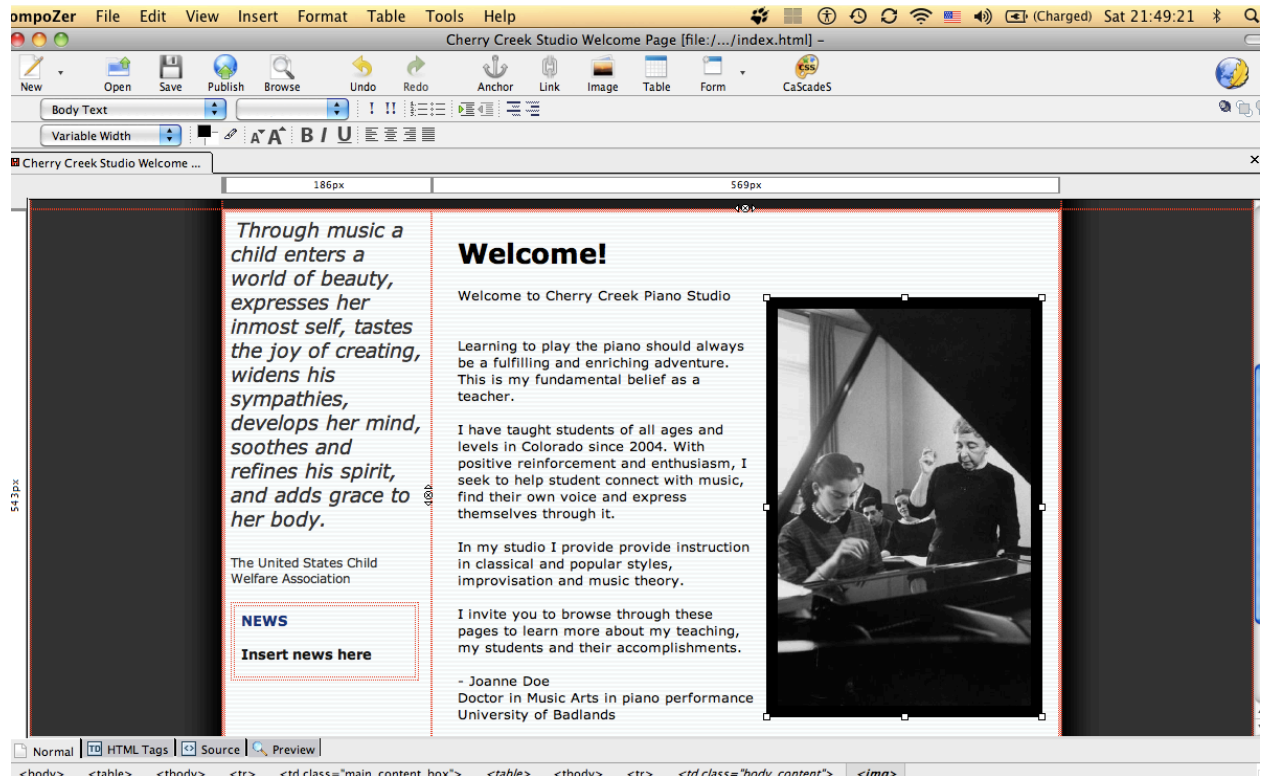 ompoZer File Edit View Insert Format Table Tools Help (Charged) Sat 21:49:21
Cherry Creek Studio Welcome Page [file:/.../index.html] –
New Open Save Publish Browse Undo Redo Anchor Link Image Table Form CaScadeS
Body Text ! !!
Variable Width A A B I U
Cherry Creek Studio Welcome ...
186px 569px
Through music a
child enters a
world of beauty,
expresses her
inmost self, tastes
the joy of creating,
widens his
sympathies,
develops her mind,
soothes and
refines his spirit,
and adds grace to
her body.
The United States Child
Welfare Association
NEWS
Insert news here
543px
Welcome!
Welcome to Cherry Creek Piano Studio
Learning to play the piano should always
be a fulfilling and enriching adventure.
This is my fundamental belief as a
teacher.
I have taught students of all ages and
levels in Colorado since 2004. With
positive reinforcement and enthusiasm, I
seek to help student connect with music,
find their own voice and express
themselves through it.
In my studio I provide provide instruction
in classical and popular styles,
improvisation and music theory.
I invite you to browse through these
pages to learn more about my teaching,
my students and their accomplishments.
- Joanne Doe
Doctor in Music Arts in piano performance
University of Badlands
Normal TD HTML Tags Source Preview
<body> <table> <tbody> <tr> <td class="main_content_box"> <table> <tbody> <tr> <td class="body_content"> <img>